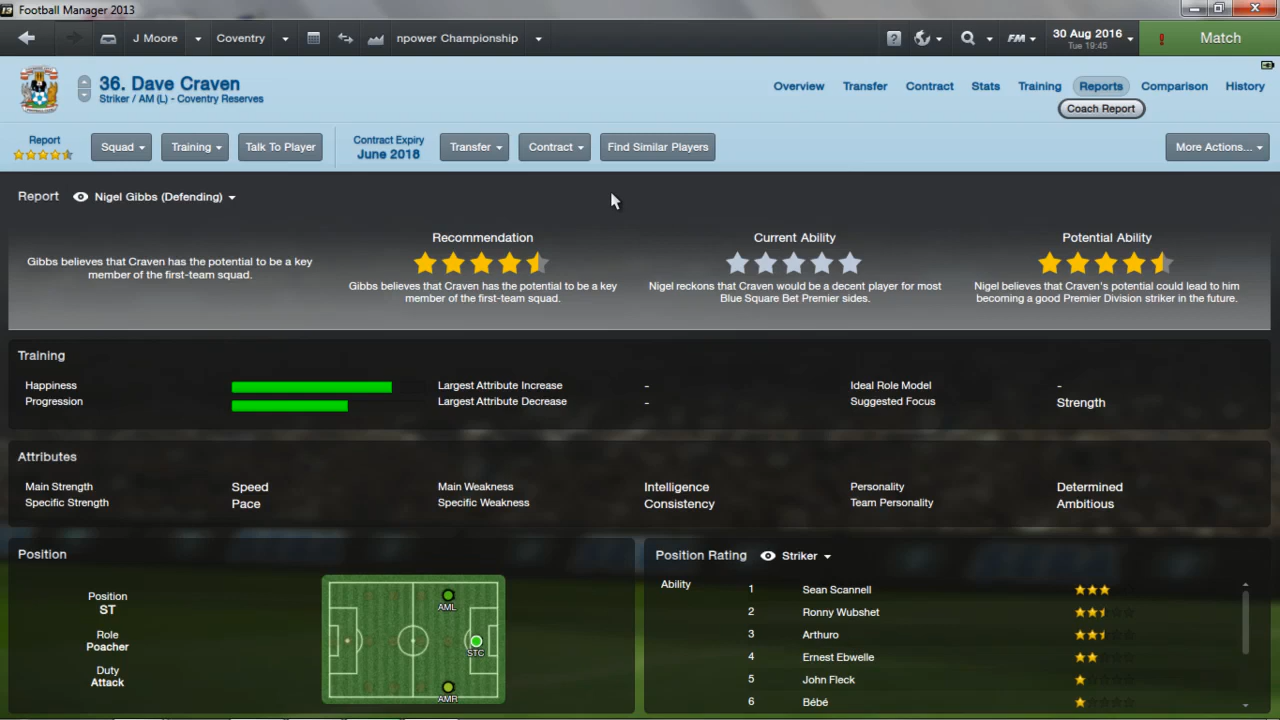 Football Manager 2013
J Moore
Coventry
npower Championship
?
FM
30 Aug 2016
Tue 19:45
!
Match
36. Dave Craven
Striker / AM (L) - Coventry Reserves
Overview
Transfer
Contract
Stats
Training
Reports
Comparison
History
Coach Report
Report
Squad
Training
Talk To Player
Contract Expiry
June 2018
Transfer
Contract
Find Similar Players
More Actions...
Report
Nigel Gibbs (Defending)
Gibbs believes that Craven has the potential to be a key
member of the first-team squad.
Recommendation
Gibbs believes that Craven has the potential to be a key
member of the first-team squad.
Current Ability
Nigel reckons that Craven would be a decent player for most
Blue Square Bet Premier sides.
Potential Ability
Nigel believes that Craven's potential could lead to him
becoming a good Premier Division striker in the future.
Training
Happiness
Progression
Largest Attribute Increase -
Largest Attribute Decrease -
Ideal Role Model -
Suggested Focus Strength
Attributes
Main Strength Speed
Specific Strength Pace
Main Weakness Intelligence
Specific Weakness Consistency
Personality Determined
Team Personality Ambitious
Position
Position
ST
Role
Poacher
Duty
Attack
AML
STC
AMR
Position Rating Striker
Ability
1 Sean Scannell
2 Ronny Wubshet
3 Arthuro
4 Ernest Ebwelle
5 John Fleck
6 Bébé